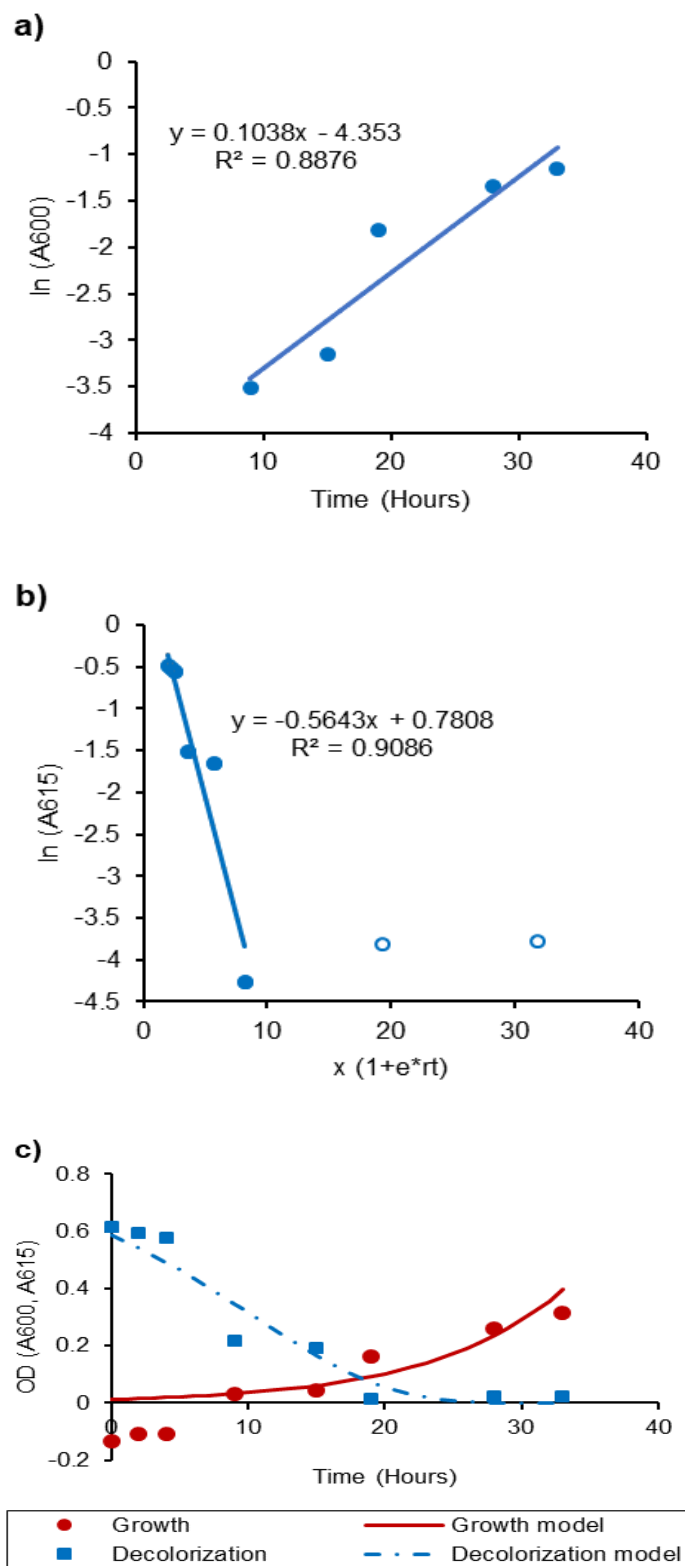 a)
0
-0.5
-1
-1.5
-2
-2.5
-3
-3.5
-4
y = 0.1038x - 4.353
R² = 0.8876
ln (A600)
0 10 20 30 40
Time (Hours)
b)
0
-0.5
-1
-1.5
-2
-2.5
-3
-3.5
-4
-4.5
y = -0.5643x + 0.7808
R² = 0.9086
ln (A615)
0 10 20 30 40
x (1+e*rt)
c)
0.8
0.6
0.4
0.2
0
-0.2
OD (A600, A615)
0 10 20 30 40
Time (Hours)
Growth Growth model
Decolorization Decolorization model